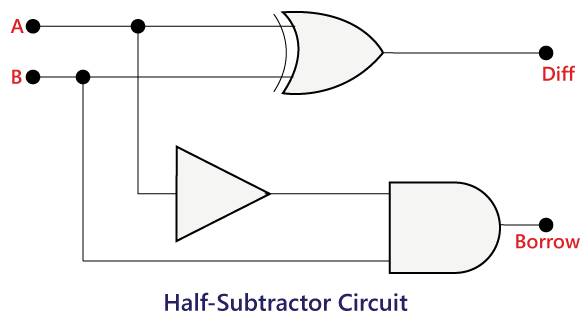 A
B
Diff
Borrow
Half-Subtractor Circuit